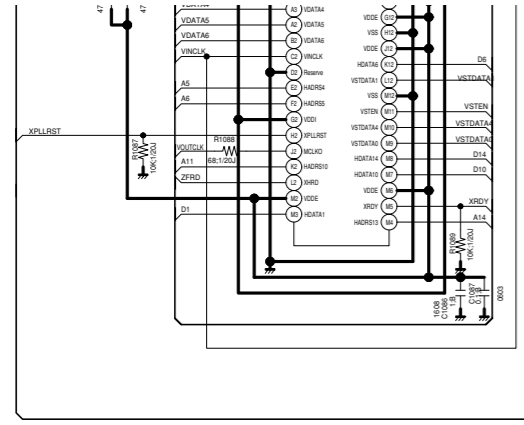 47
47
VDATA4
A3
VDATA4
VDATA5
A2
VDATA5
VDATA6
B2
VDATA6
VINCLK
C2
VINCLK
D2
Reserve
A5
E2
HADRS4
A6
F2
HADRS5
G2
VDDI
XPLLRST
H2
XPLLRST
R1087
10K;1/20J
VOUTCLK
R1088
68;1/20J
J2
MCLKO
A11
K2
HADRS10
ZFRD
L2
XHRD
M2
VDDE
D1
M3
HDATA1
VDDE
G12
VSS
H12
VDDE
J12
HDATA6
K12
D6
VSTDATA1
L12
VSTDATA
VSS
M12
VSTEN
M11
VSTEN
VSTDATA4
M10
VSTDATA4
VSTDATA0
M9
VSTDATA0
HDATA14
M8
D14
HDATA10
M7
D10
VDDE
M6
XRDY
M5
XRDY
HADRS13
M4
A14
R1089
10K;1/20J
1608
C1086
1;B
C1087
0603